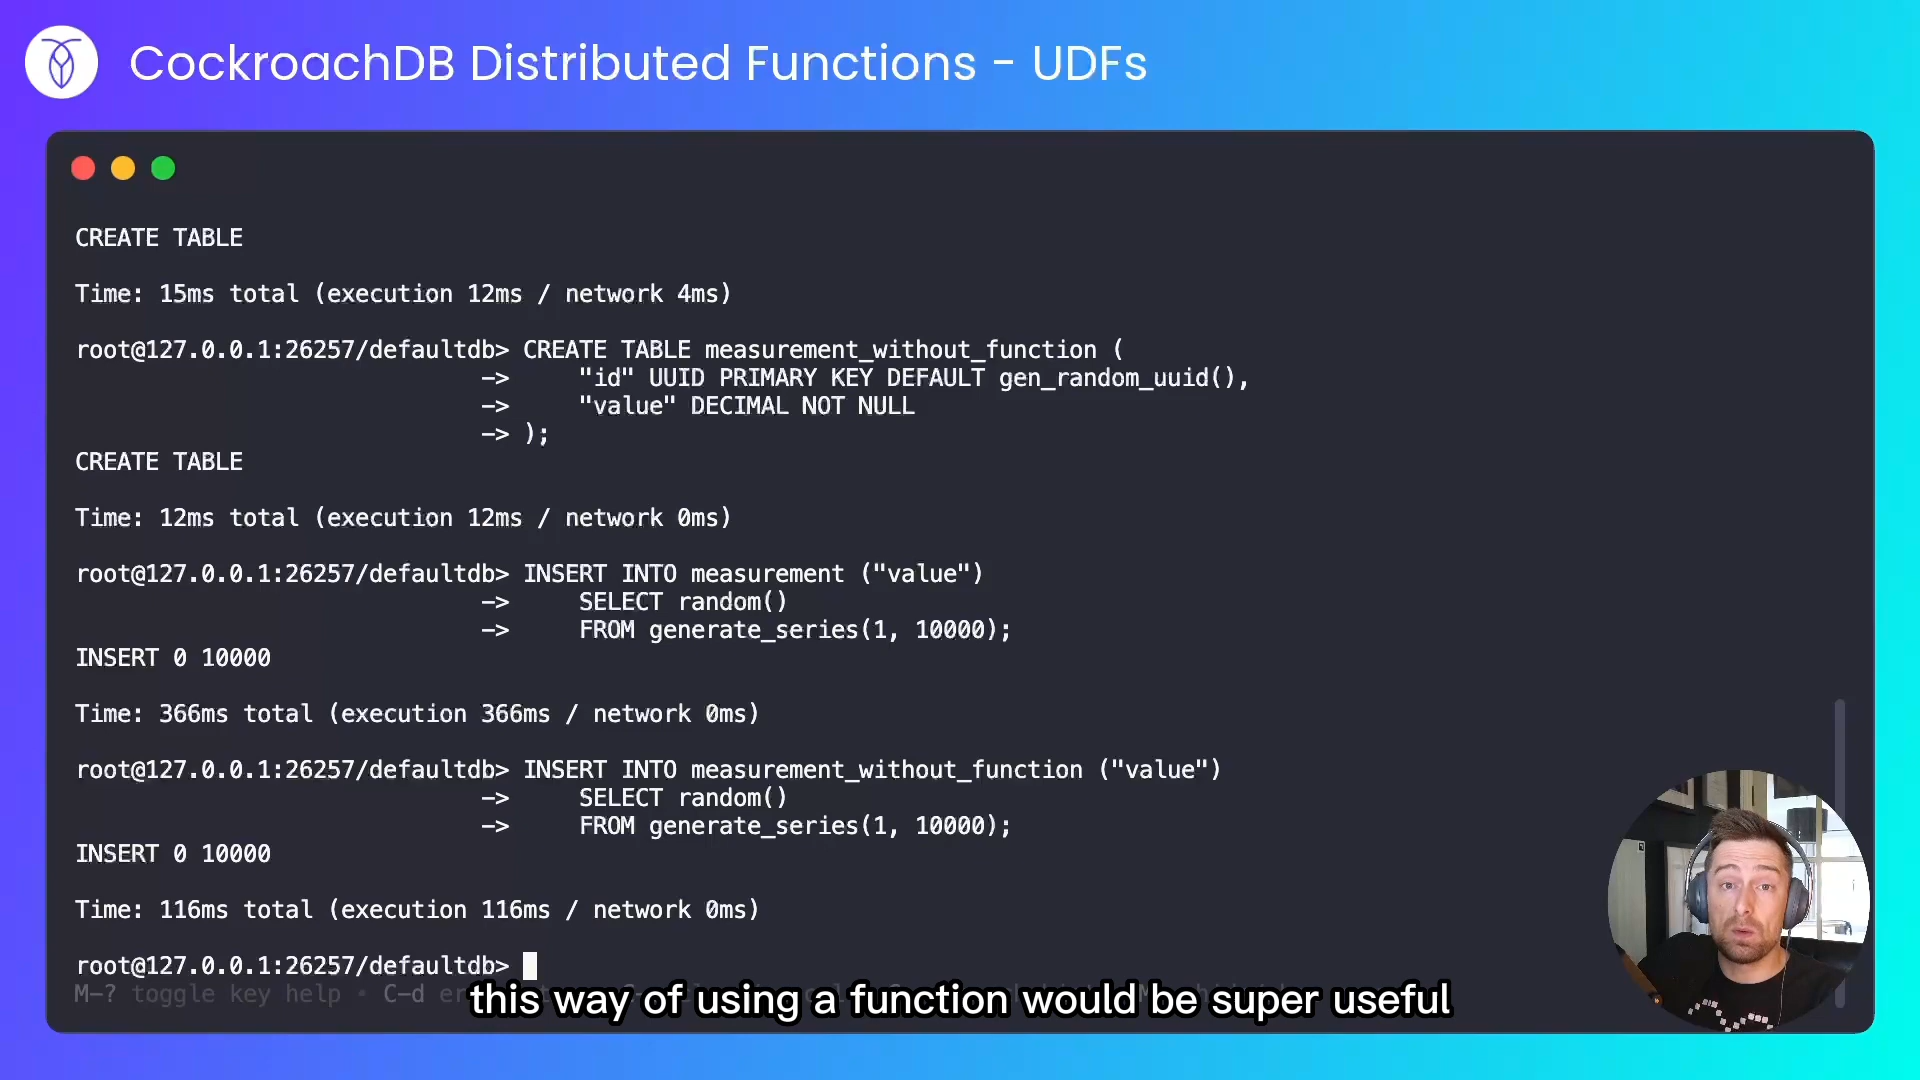 CockroachDB Distributed Functions - UDFs
CREATE TABLE
Time: 15ms total (execution 12ms / network 4ms)
root@127.0.0.1:26257/defaultdb> CREATE TABLE measurement_without_function (
-> "id" UUID PRIMARY KEY DEFAULT gen_random_uuid(),
-> "value" DECIMAL NOT NULL
-> );
CREATE TABLE
Time: 12ms total (execution 12ms / network 0ms)
root@127.0.0.1:26257/defaultdb> INSERT INTO measurement ("value")
-> SELECT random()
-> FROM generate_series(1, 10000);
INSERT 0 10000
Time: 366ms total (execution 366ms / network 0ms)
root@127.0.0.1:26257/defaultdb> INSERT INTO measurement_without_function ("value")
-> SELECT random()
-> FROM generate_series(1, 10000);
INSERT 0 10000
Time: 116ms total (execution 116ms / network 0ms)
root@127.0.0.1:26257/defaultdb>
M-? toggle key help • C-d
this way of using a function would be super useful